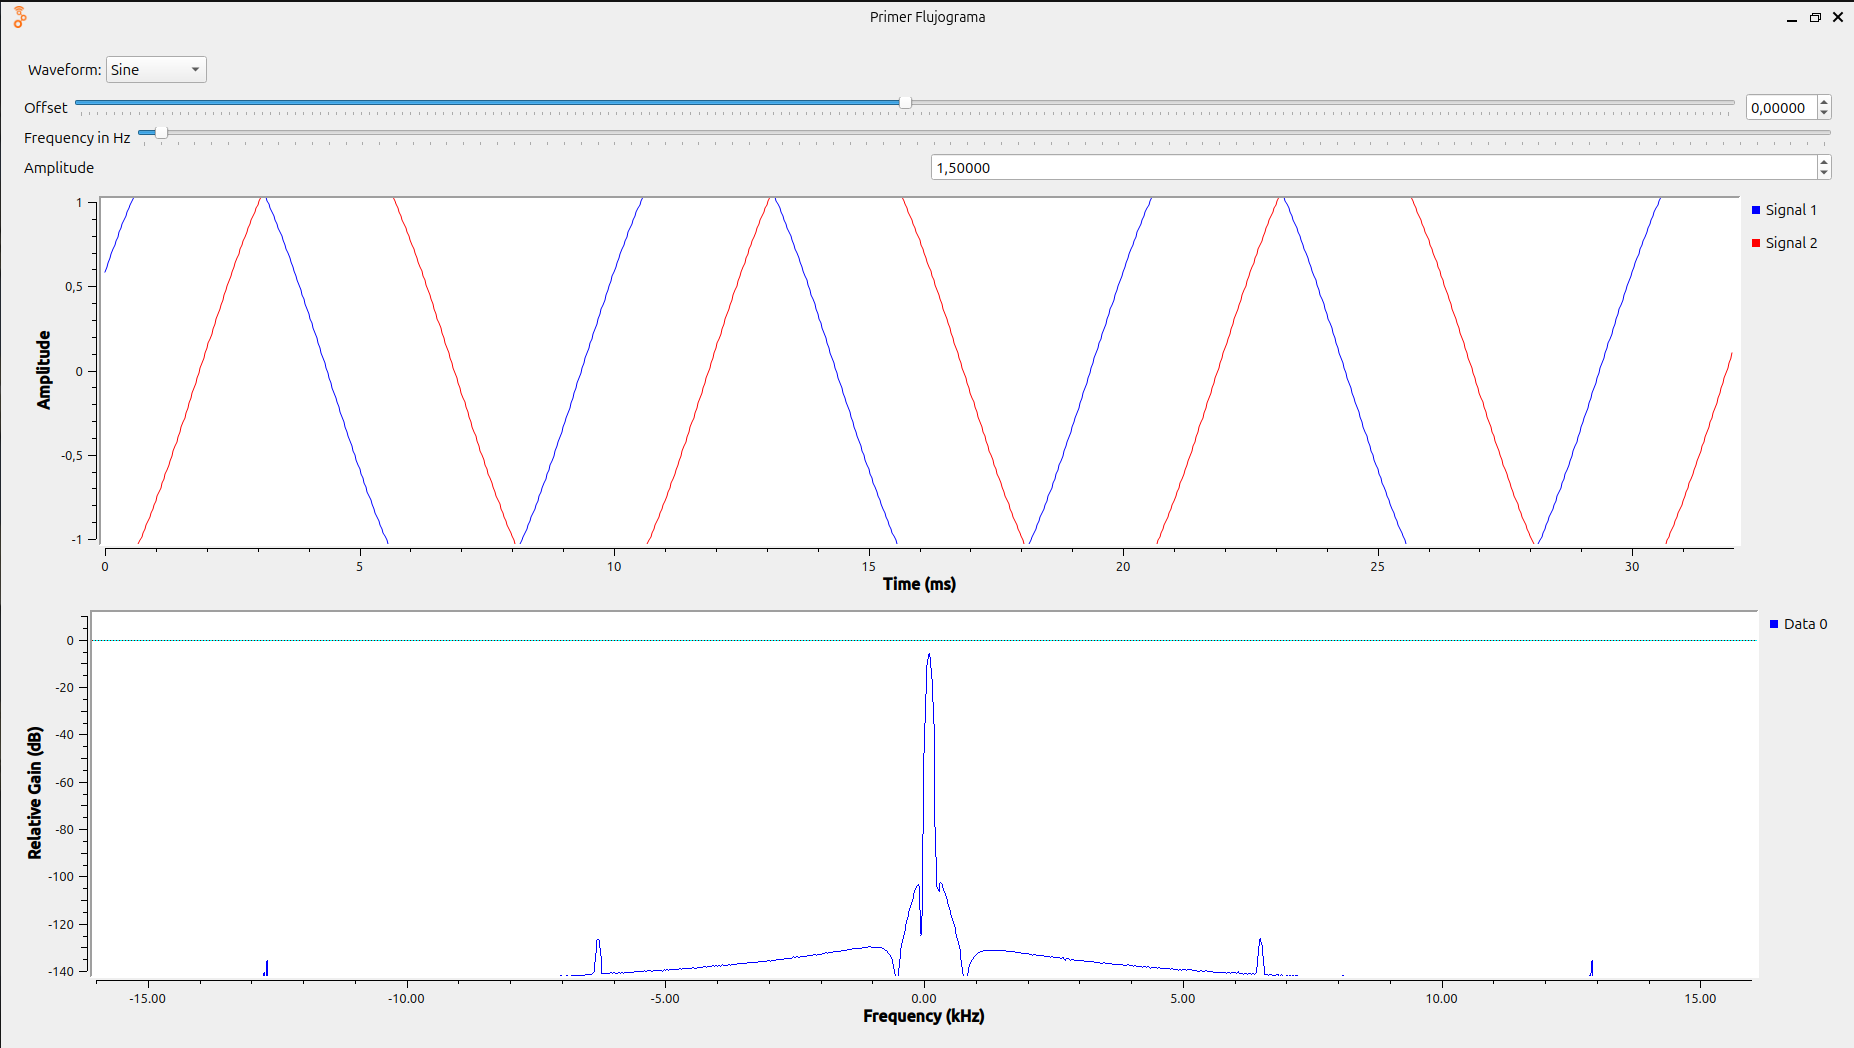 Primer Flujograma
Waveform: Sine
Offset 0,00000
Frequency in Hz
Amplitude 1,50000
1
0,5
0
-0,5
-1
Amplitude
0 5 10 15 20 25 30
Time (ms)
Signal 1
Signal 2
0
-20
-40
-60
-80
-100
-120
-140
Relative Gain (dB)
-15.00 -10.00 -5.00 0.00 5.00 10.00 15.00
Frequency (kHz)
Data 0